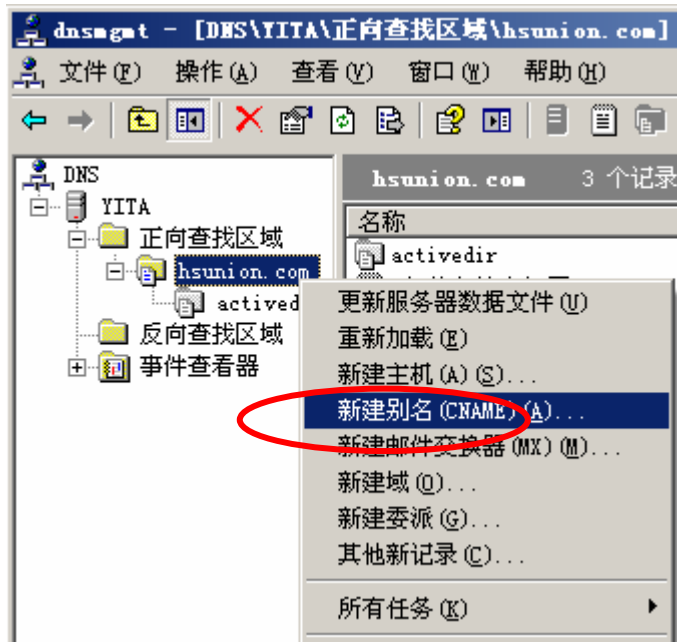 dnsmgmt - [DNS\YITA\正向查找区域\hsunion.com]
文件(F) 操作(A) 查看(V) 窗口(W) 帮助(H)
DNS
YITA
正向查找区域
hsunion.com
actived
反向查找区域
事件查看器
hsunion.com 3 个记录
名称
activedir
更新服务器数据文件(U)
重新加载(E)
新建主机(A)(S)...
新建别名(CNAME)(A)...
新建邮件交换器(MX)(M)...
新建域(O)...
新建委派(G)...
其他新记录(C)...
所有任务(K)